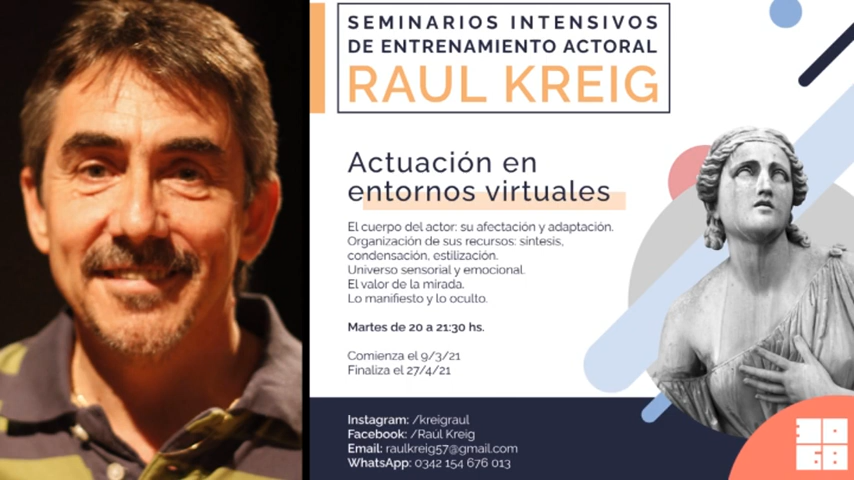 SEMINARIOS INTENSIVOS
DE ENTRENAMIENTO ACTORAL
RAUL KREIG
Actuación en
entornos virtuales
El cuerpo del actor: su afectación y adaptación.
Organización de sus recursos: síntesis,
condensación, estilización.
Universo sensorial y emocional.
El valor de la mirada.
Lo manifiesto y lo oculto.
Martes de 20 a 21:30 hs.
Comienza el 9/3/21
Finaliza el 27/4/21
Instagram: /kreigraul
Facebook: /Raúl Kreig
Email: raulkreig57@gmail.com
WhatsApp: 0342 154 676 013
30
68